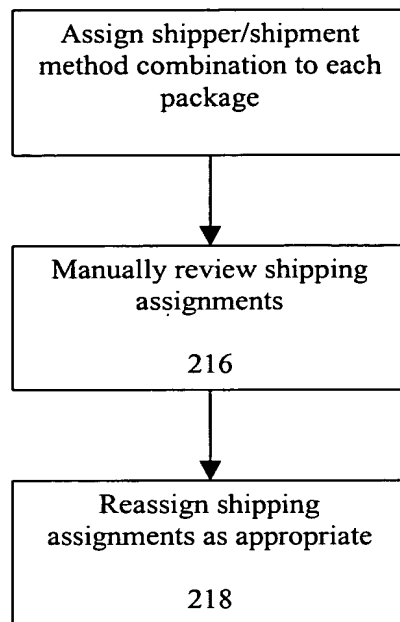 Assign shipper/shipment
method combination to each
package
Manually review shipping
assignments
216
Reassign shipping
assignments as appropriate
218